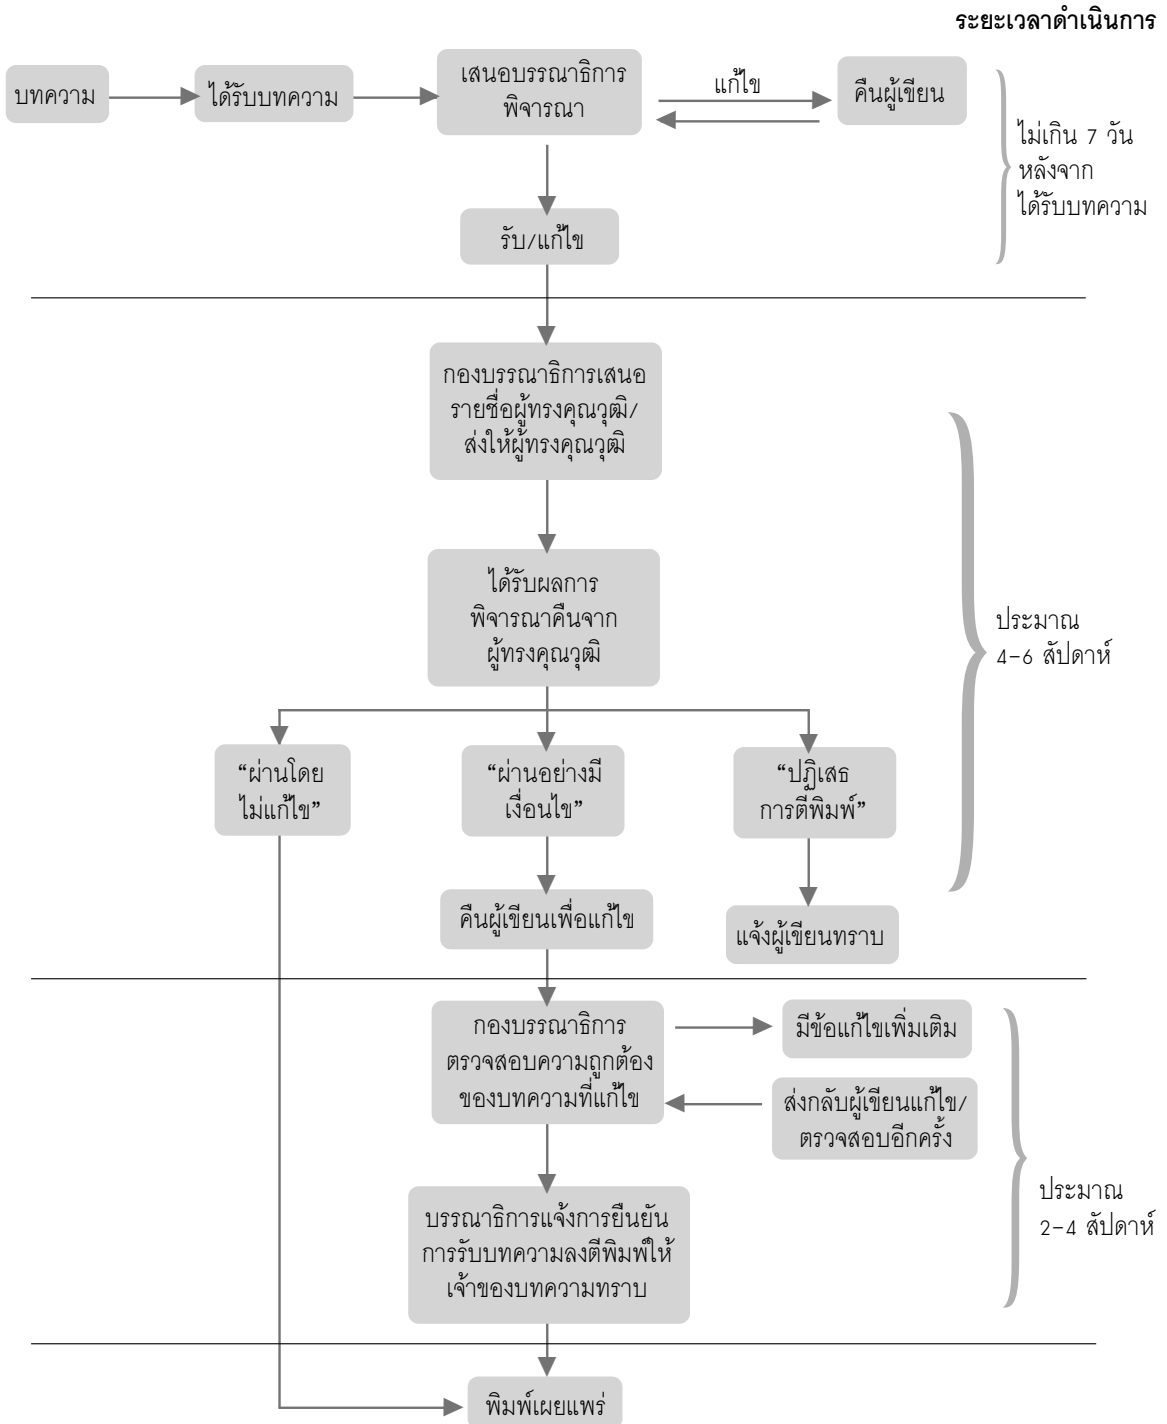 ระยะเวลาดำเนินการ
บทความ
ได้รับบทความ
เสนอบรรณาธิการ
พิจารณา
แก้ไข
คืนผู้เขียน
ไม่เกิน 7 วัน
หลังจาก
ได้รับบทความ
รับ/แก้ไข
กองบรรณาธิการเสนอ
รายชื่อผู้ทรงคุณวุฒิ/
ส่งให้ผู้ทรงคุณวุฒิ
ได้รับผลการ
พิจารณาคืนจาก
ผู้ทรงคุณวุฒิ
ประมาณ
4-6 สัปดาห์
“ผ่านโดย
ไม่แก้ไข”
“ผ่านอย่างมี
เงื่อนไข”
“ปฏิเสธ
การตีพิมพ์”
คืนผู้เขียนเพื่อแก้ไข
แจ้งผู้เขียนทราบ
กองบรรณาธิการ
ตรวจสอบความถูกต้อง
ของบทความที่แก้ไข
มีข้อแก้ไขเพิ่มเติม
ส่งกลับผู้เขียนแก้ไข/
ตรวจสอบอีกครั้ง
ประมาณ
2-4 สัปดาห์
บรรณาธิการแจ้งการยืนยัน
การรับบทความลงตีพิมพ์ให้
เจ้าของบทความทราบ
พิมพ์เผยแพร่